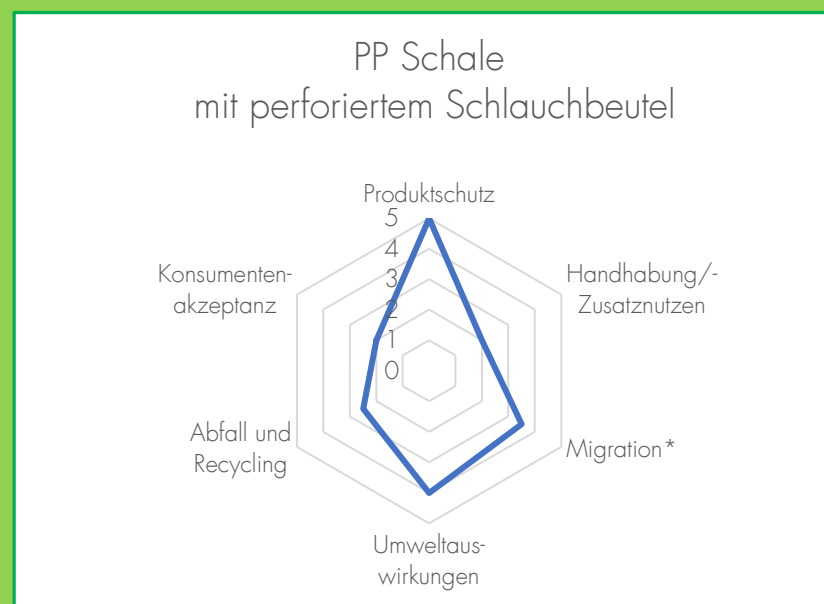 PP Schale
mit perforiertem Schlauchbeutel
Produktschutz
5
4
3
2
1
0
Handhabung/-
Zusatznutzen
Migration*
Umweltaus-
wirkungen
Abfall und
Recycling
Konsumenten-
akzeptanz